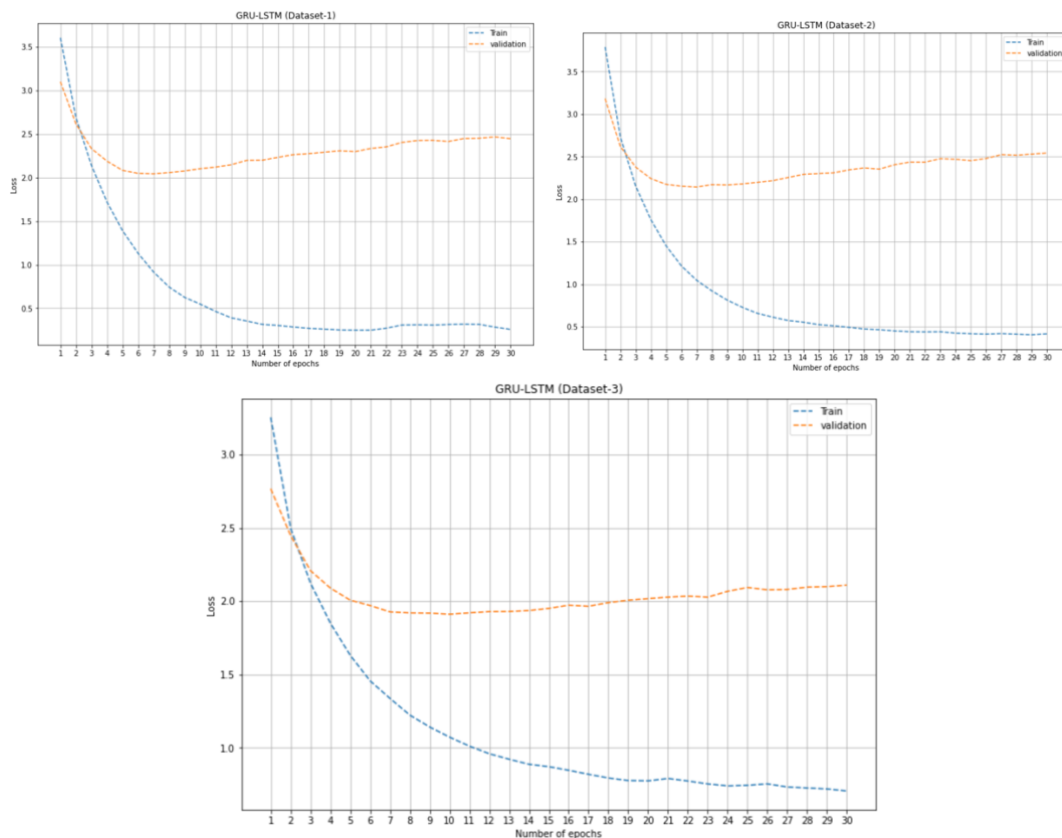 GRU-LSTM (Dataset-1)
Train
validation
3.5
3.0
2.5
2.0
1.5
1.0
0.5
Loss
1 2 3 4 5 6 7 8 9 10 11 12 13 14 15 16 17 18 19 20 21 22 23 24 25 26 27 28 29 30
Number of epochs
GRU-LSTM (Dataset-2)
Train
validation
3.5
3.0
2.5
2.0
1.5
1.0
0.5
Loss
1 2 3 4 5 6 7 8 9 10 11 12 13 14 15 16 17 18 19 20 21 22 23 24 25 26 27 28 29 30
Number of epochs
GRU-LSTM (Dataset-3)
Train
validation
3.0
2.5
2.0
1.5
1.0
Loss
1 2 3 4 5 6 7 8 9 10 11 12 13 14 15 16 17 18 19 20 21 22 23 24 25 26 27 28 29 30
Number of epochs